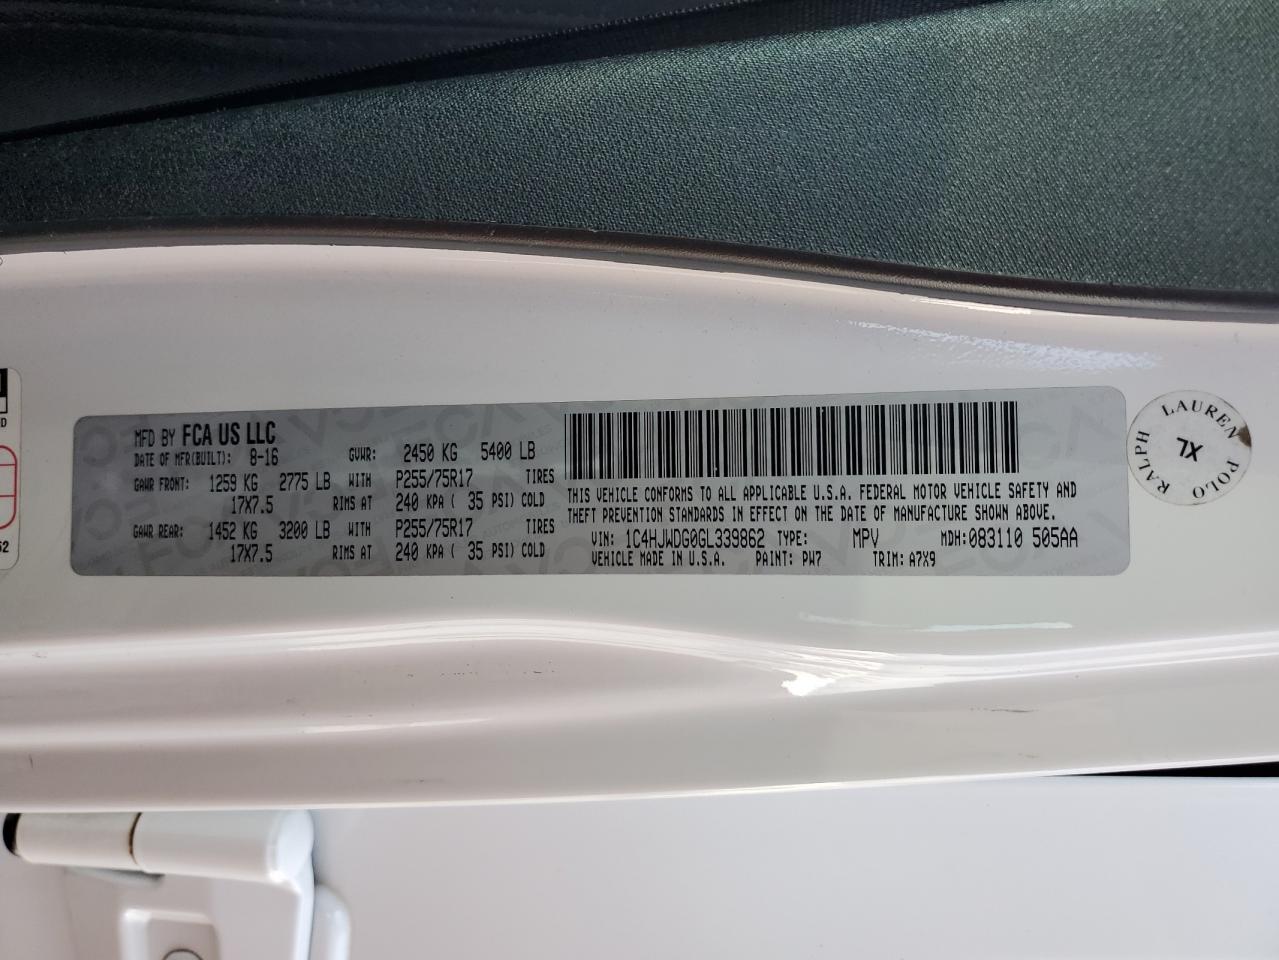 MFD BY FCA US LLC
DATE OF MFR(BUILT): 8-16 GVWR: 2450 KG 5400 LB
GAWR FRONT: 1259 KG 2775 LB WITH P255/75R17 TIRES
17X7.5 RIMS AT 240 KPA ( 35 PSI) COLD
GAWR REAR: 1452 KG 3200 LB WITH P255/75R17 TIRES
17X7.5 RIMS AT 240 KPA ( 35 PSI) COLD
THIS VEHICLE CONFORMS TO ALL APPLICABLE U.S.A. FEDERAL MOTOR VEHICLE SAFETY AND
THEFT PREVENTION STANDARDS IN EFFECT ON THE DATE OF MANUFACTURE SHOWN ABOVE.
VIN: 1C4HJWDG0GL339862 TYPE: MPV MDH:083110 505AA
VEHICLE MADE IN U.S.A. PAINT: PW7 TRIM: A7X9
RALPH LAUREN POLO
7X
D
52